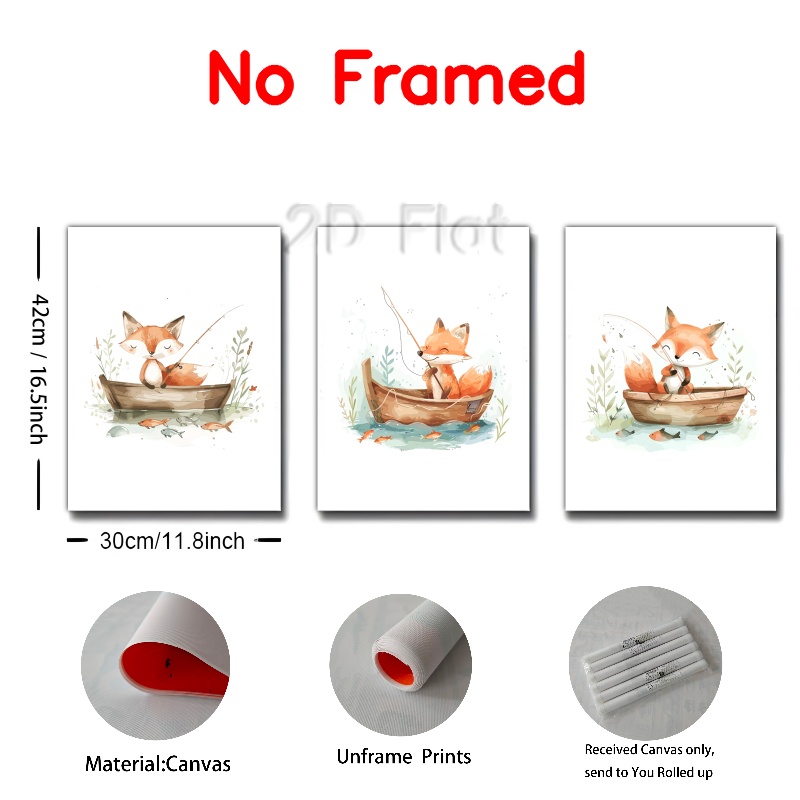 No Framed
2D Flat
42cm / 16.5inch
30cm/11.8inch
Material:Canvas
Unframe Prints
Received Canvas only,
send to You Rolled up